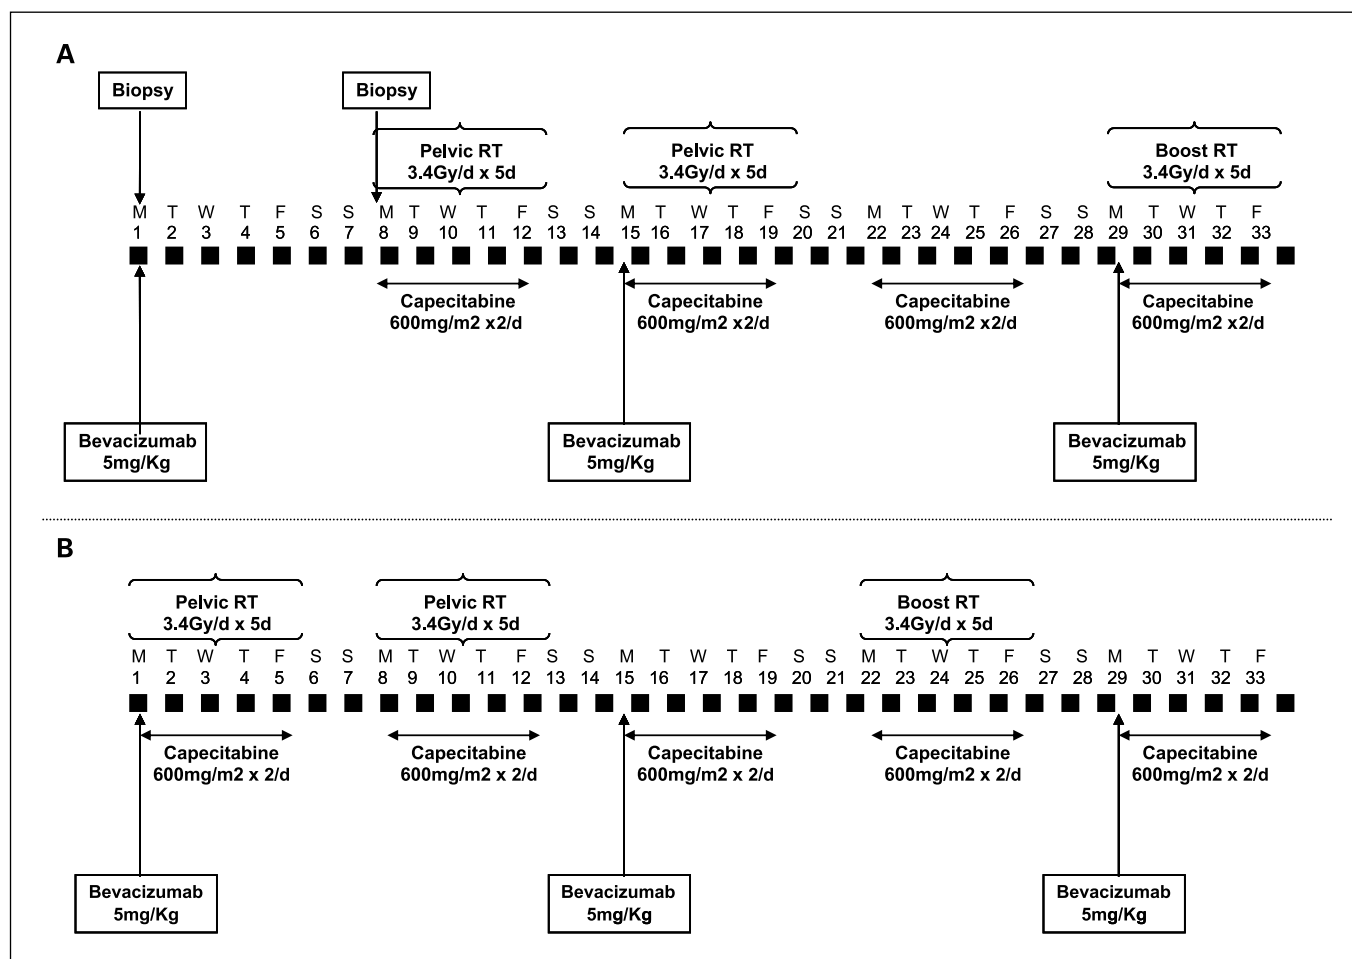 A
Biopsy Biopsy
Pelvic RT Pelvic RT Boost RT
3.4Gy/d x 5d 3.4Gy/d x 5d 3.4Gy/d x 5d
M T W T F S S M T W T F S S M T W T F S S M T W T F S S M T W T F
1 2 3 4 5 6 7 8 9 10 11 12 13 14 15 16 17 18 19 20 21 22 23 24 25 26 27 28 29 30 31 32 33
Capecitabine Capecitabine Capecitabine Capecitabine
600mg/m2 x2/d 600mg/m2 x2/d 600mg/m2 x2/d 600mg/m2 x2/d
Bevacizumab Bevacizumab Bevacizumab
5mg/Kg 5mg/Kg 5mg/Kg
B
Pelvic RT Pelvic RT Boost RT
3.4Gy/d x 5d 3.4Gy/d x 5d 3.4Gy/d x 5d
M T W T F S S M T W T F S S M T W T F S S M T W T F S S M T W T F
1 2 3 4 5 6 7 8 9 10 11 12 13 14 15 16 17 18 19 20 21 22 23 24 25 26 27 28 29 30 31 32 33
Capecitabine Capecitabine Capecitabine Capecitabine Capecitabine
600mg/m2 x 2/d 600mg/m2 x 2/d 600mg/m2 x 2/d 600mg/m2 x 2/d 600mg/m2 x 2/d
Bevacizumab Bevacizumab Bevacizumab
5mg/Kg 5mg/Kg 5mg/Kg